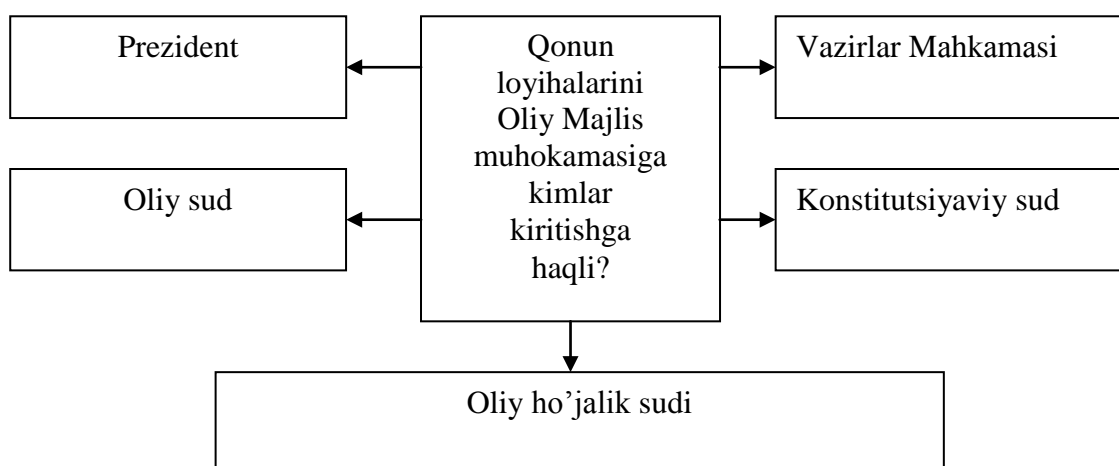 Prezident
Qonun
loyihalarini
Oliy Majlis
muhokamasiga
kimlar
kiritishga
haqli?
Vazirlar Mahkamasi
Oliy sud
Konstitutsiyaviy sud
Oliy ho’jalik sudi